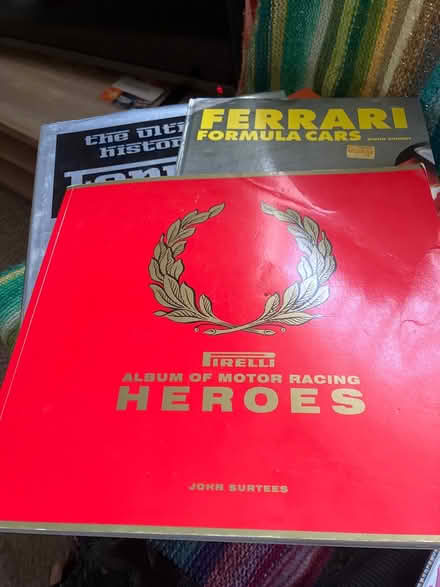 the ulti
histor
FERRARI
FORMULA CARS
PIRELLI
ALBUM OF MOTOR RACING
HEROES
JOHN SURTEES